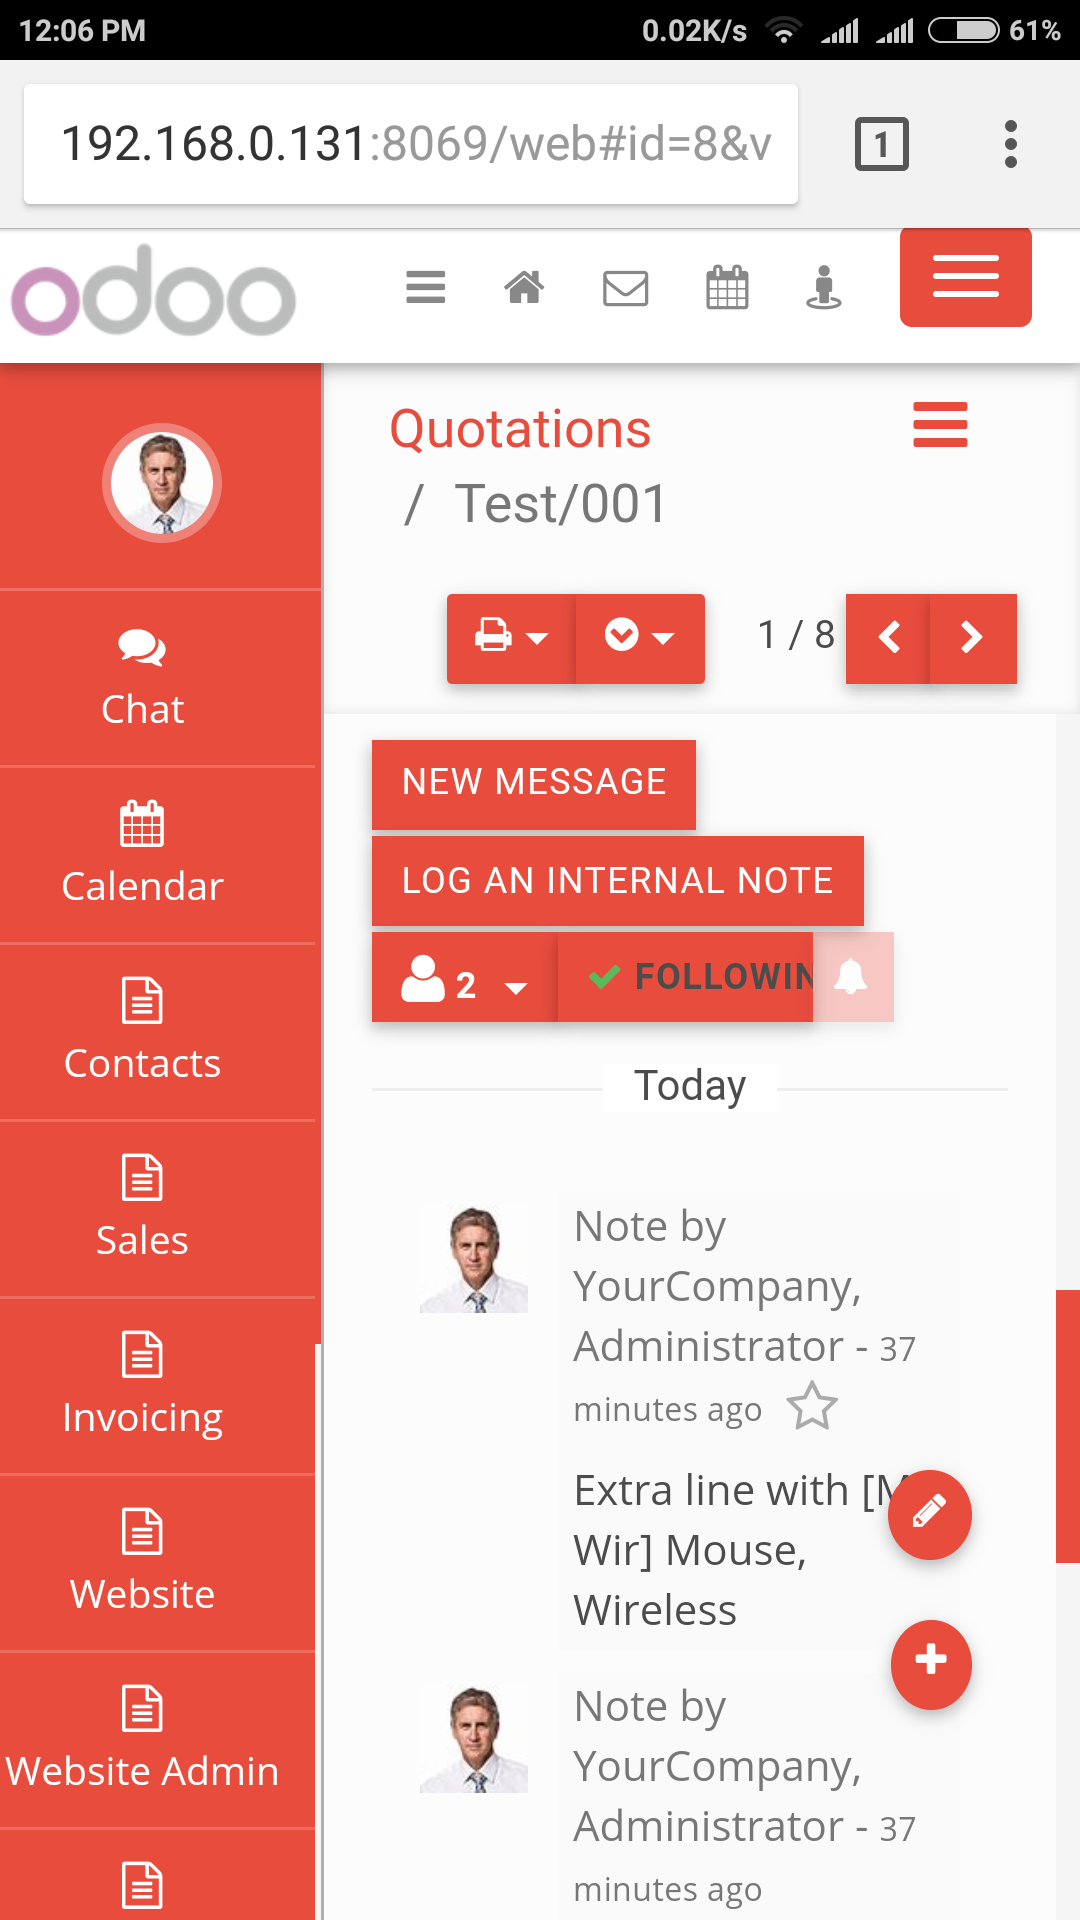 12:06 PM 0.02K/s 61%
192.168.0.131:8069/web#id=8&v 1
odoo
Quotations
/ Test/001
1 / 8
Chat
Calendar
Contacts
Sales
Invoicing
Website
Website Admin
NEW MESSAGE
LOG AN INTERNAL NOTE
2 FOLLOWIN
Today
Note by
YourCompany,
Administrator - 37
minutes ago
Extra line with [M
Wir] Mouse,
Wireless
Note by
YourCompany,
Administrator - 37
minutes ago